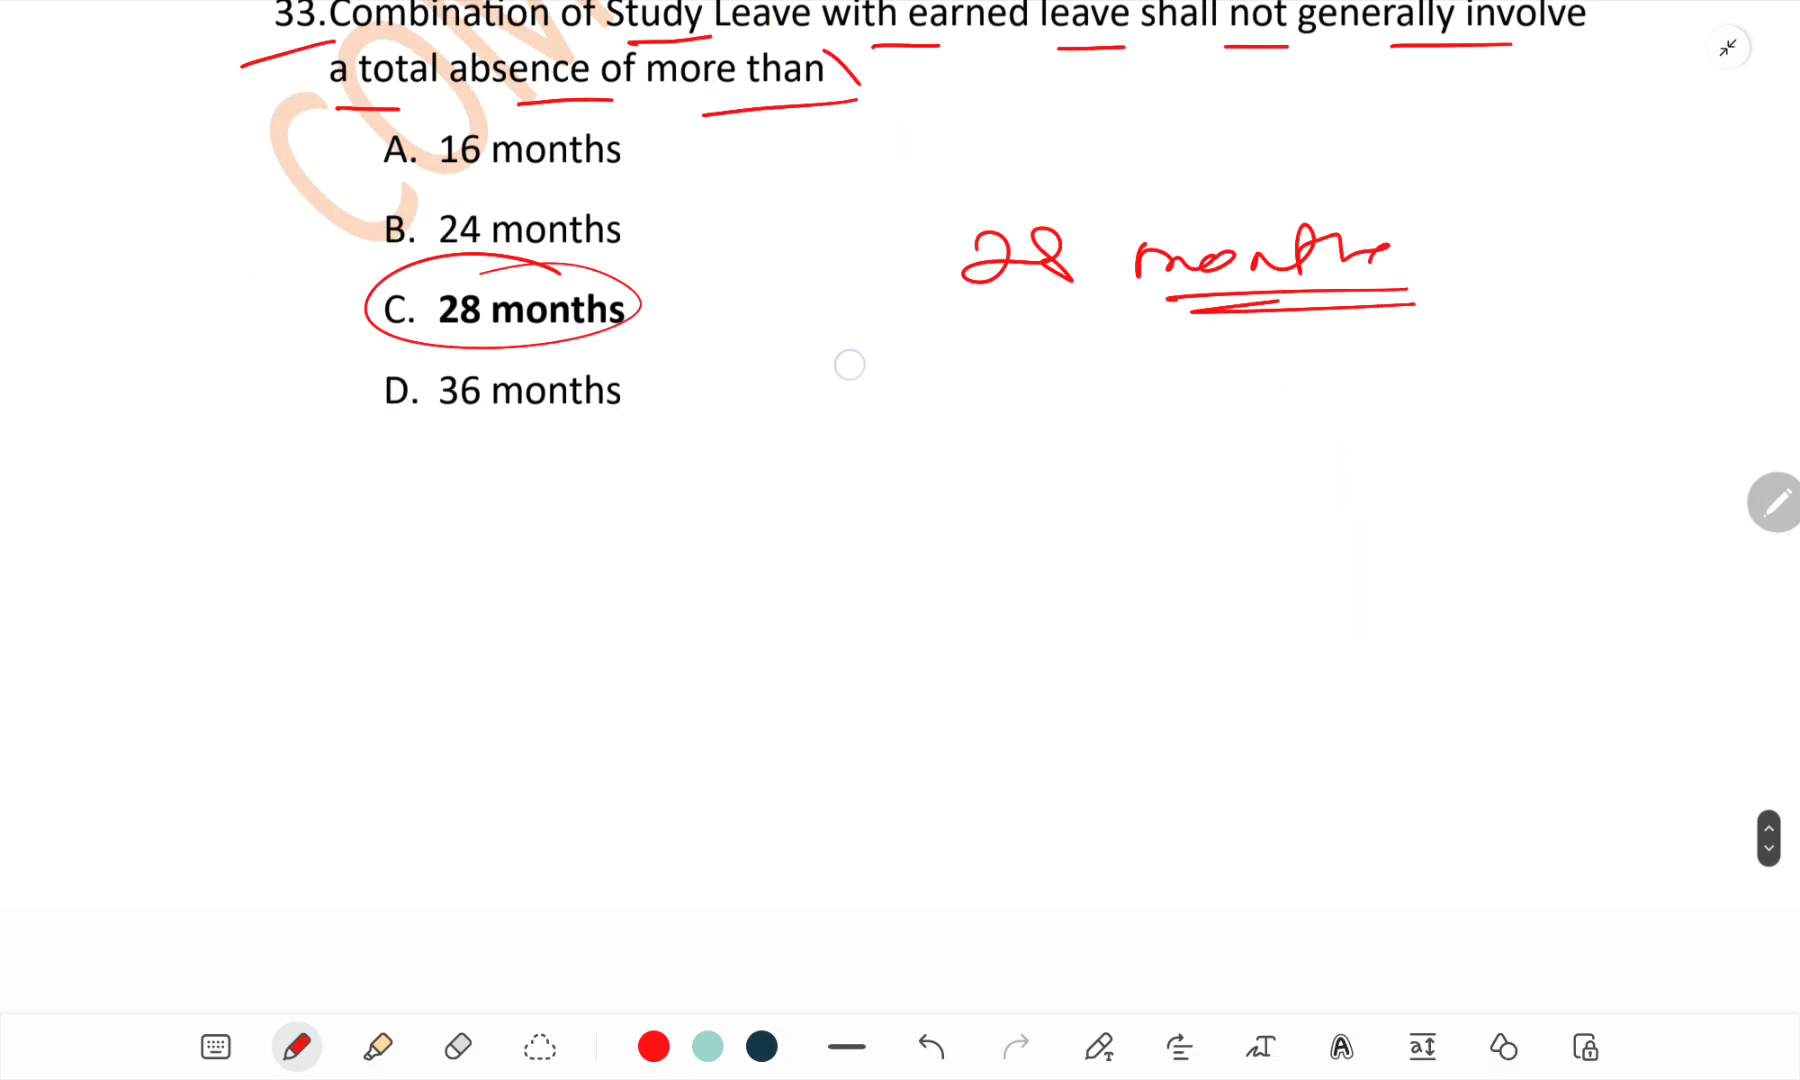 33.Combination of Study Leave with earned leave shall not generally involve
a total absence of more than
A. 16 months
B. 24 months
28 months
C. 28 months
D. 36 months
COM